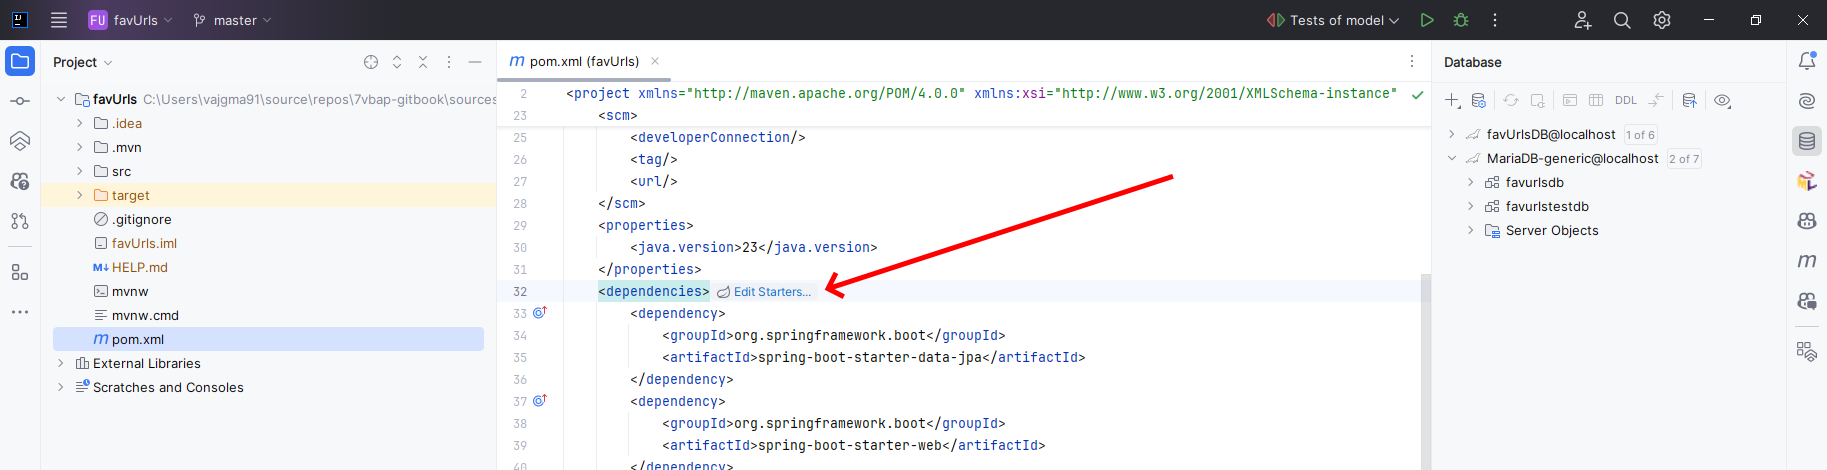 FU favUrls master Tests of model
Project
favUrls C:\Users\vajgma91\source\repos\7vbap-gitbook\sources
.idea
.mvn
src
target
.gitignore
favUrls.iml
M↓ HELP.md
mvnw
mvnw.cmd
m pom.xml
External Libraries
Scratches and Consoles
m pom.xml (favUrls)
2 <project xmlns="http://maven.apache.org/POM/4.0.0" xmlns:xsi="http://www.w3.org/2001/XMLSchema-instance"
23 <scm>
25 <developerConnection/>
26 <tag/>
27 <url/>
28 </scm>
29 <properties>
30 <java.version>23</java.version>
31 </properties>
32 <dependencies> Edit Starters...
33 <dependency>
34 <groupId>org.springframework.boot</groupId>
35 <artifactId>spring-boot-starter-data-jpa</artifactId>
36 </dependency>
37 <dependency>
38 <groupId>org.springframework.boot</groupId>
39 <artifactId>spring-boot-starter-web</artifactId>
40 </dependency>
Database
DDL
favUrlsDB@localhost 1 of 6
MariaDB-generic@localhost 2 of 7
favurlsdb
favurlstestdb
Server Objects
m